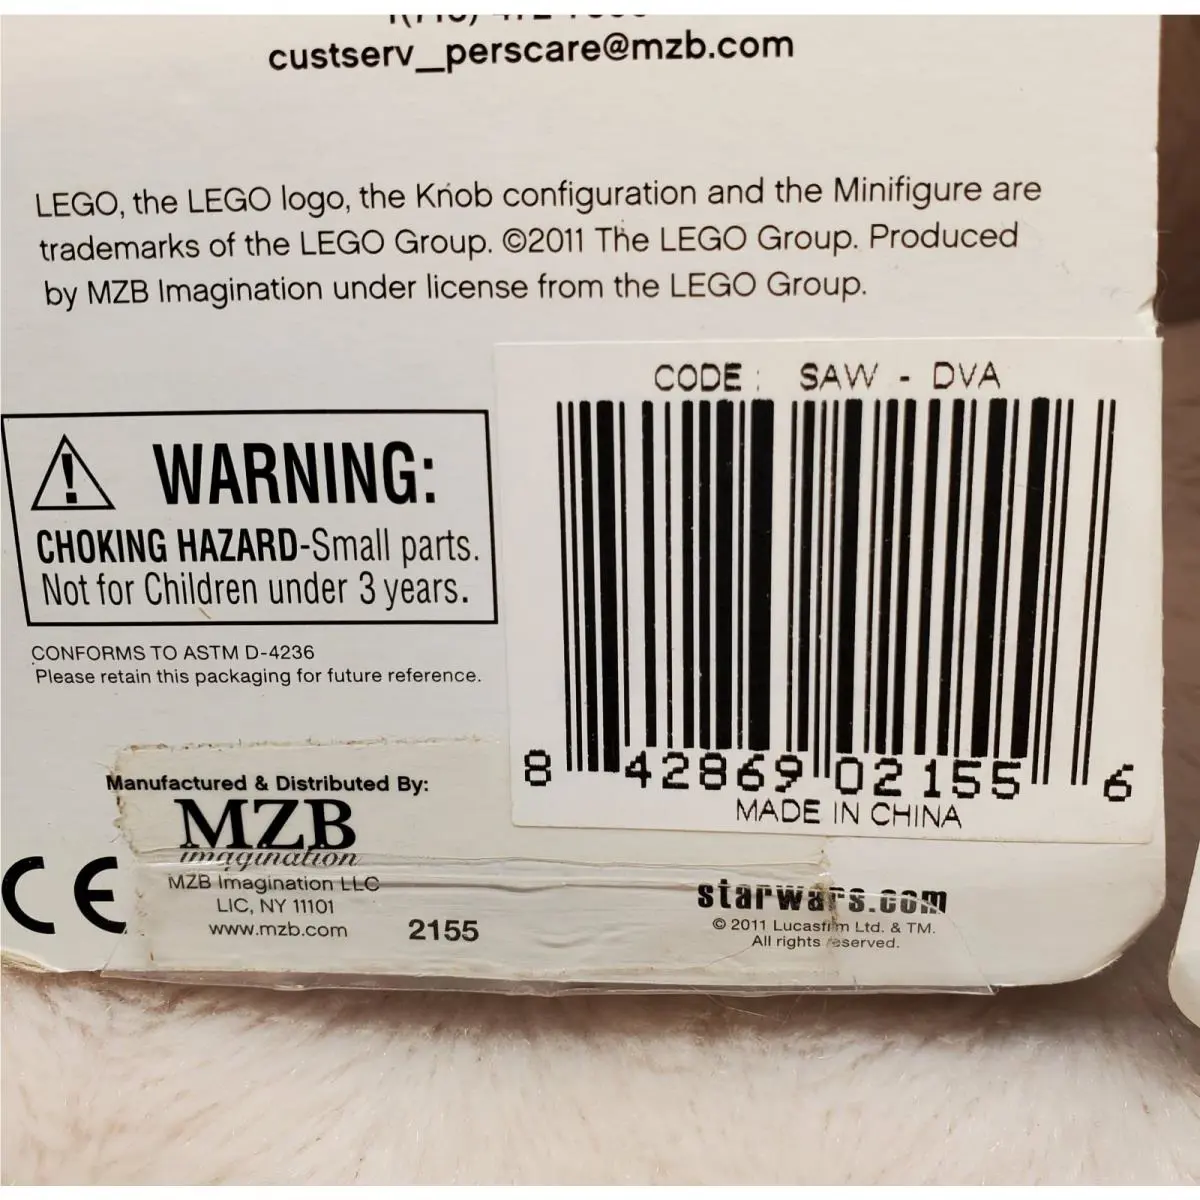 custserv_perscare@mzb.com
LEGO, the LEGO logo, the Knob configuration and the Minifigure are
trademarks of the LEGO Group. ©2011 The LEGO Group. Produced
by MZB Imagination under license from the LEGO Group.
CODE: SAW - DVA
8 42869 02155 6
MADE IN CHINA
WARNING:
CHOKING HAZARD-Small parts.
Not for Children under 3 years.
CONFORMS TO ASTM D-4236
Please retain this packaging for future reference.
Manufactured & Distributed By:
MZB
imagination
MZB Imagination LLC
LIC, NY 11101
www.mzb.com
2155
CE
starwars.com
© 2011 Lucasfilm Ltd. & TM.
All rights reserved.